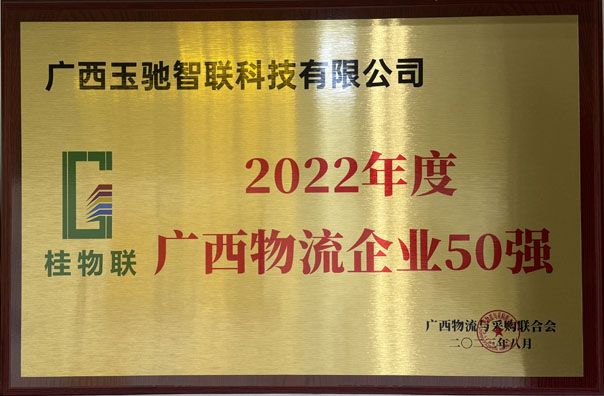 广西玉驰智联科技有限公司
2022年度
桂物联
广西物流企业50强
广西物流与采购联合会
二〇二三年八月